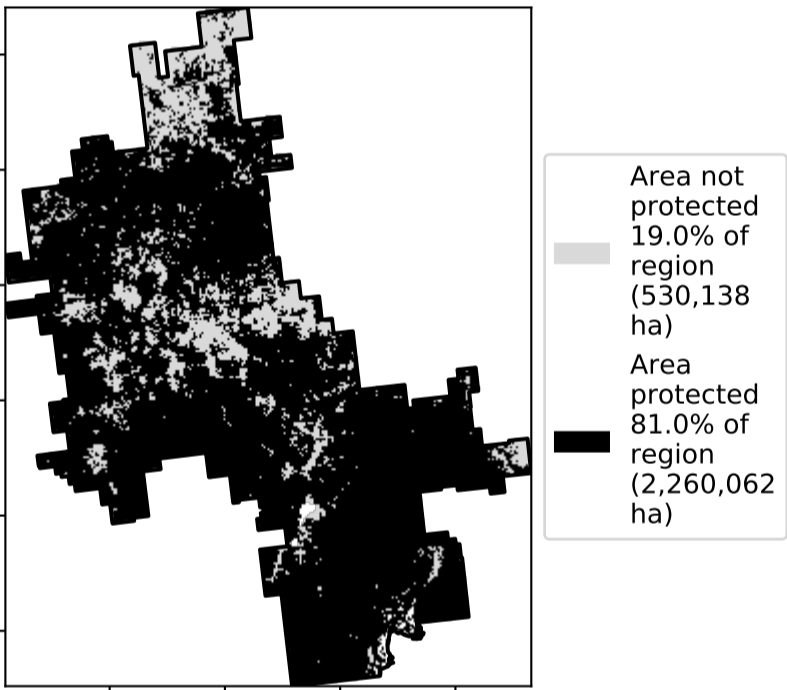 Area not
protected
19.0% of
region
(530,138
ha)
Area
protected
81.0% of
region
(2,260,062
ha)